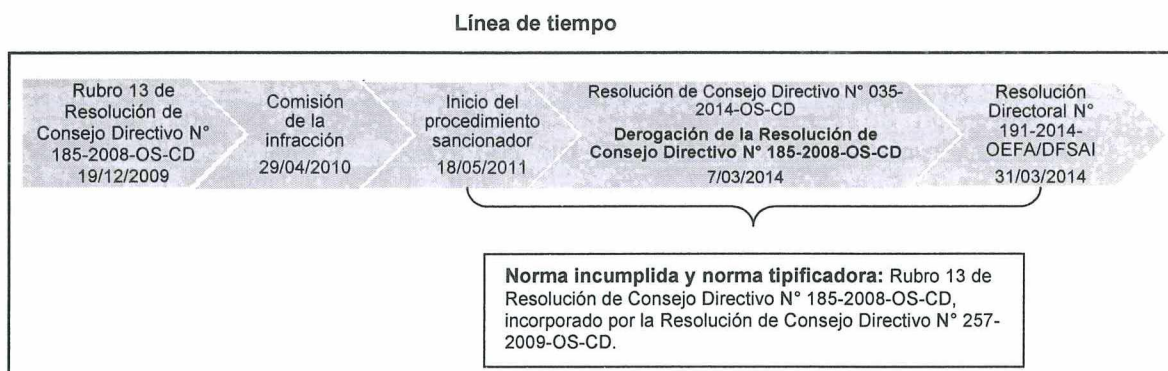 Línea de tiempo
Rubro 13 de
Resolución de
Consejo Directivo N°
185-2008-OS-CD
19/12/2009
Comisión
de la
infracción
29/04/2010
Inicio del
procedimiento
sancionador
18/05/2011
Resolución de Consejo Directivo N° 035-
2014-OS-CD
Derogación de la Resolución de
Consejo Directivo N° 185-2008-OS-CD
7/03/2014
Resolución
Directoral N°
191-2014-
OEFA/DFSAI
31/03/2014
Norma incumplida y norma tipificadora: Rubro 13 de
Resolución de Consejo Directivo N° 185-2008-OS-CD,
incorporado por la Resolución de Consejo Directivo N° 257-
2009-OS-CD.